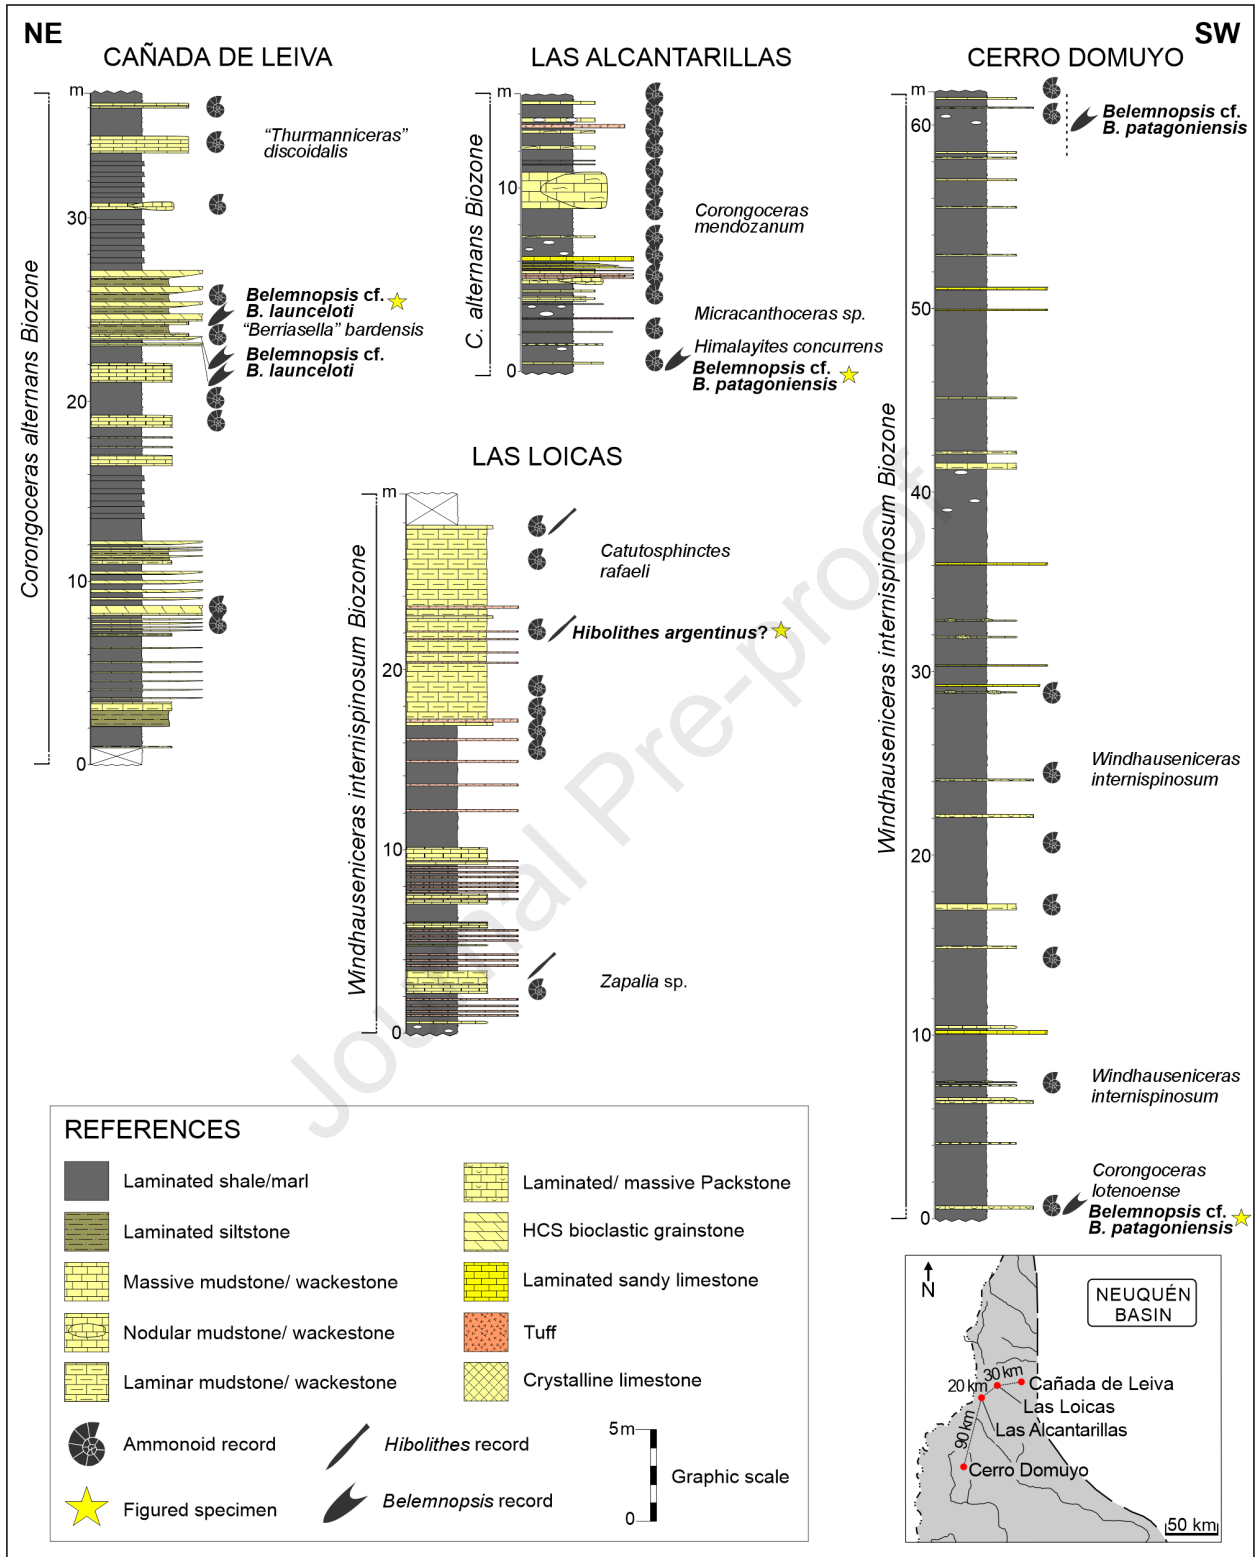 NE
SW
CAÑADA DE LEIVA
m
30
20
10
0
Corongoceras alternans Biozone
“Thurmanniceras”
discoidalis
Belemnopsis cf.
B. launceloti
“Berriasella” bardensis
Belemnopsis cf.
B. launceloti
LAS ALCANTARILLAS
m
10
0
C. alternans Biozone
Corongoceras
mendozanum
Micracanthoceras sp.
Himalayites concurrens
Belemnopsis cf.
B. patagoniensis
LAS LOICAS
m
20
10
0
Windhauseniceras internispinosum Biozone
Catutosphinctes
rafaeli
Hibolithes argentinus?
Zapalia sp.
CERRO DOMUYO
m
60
50
40
30
20
10
0
Windhauseniceras internispinosum Biozone
Belemnopsis cf.
B. patagoniensis
Windhauseniceras
internispinosum
Windhauseniceras
internispinosum
Corongoceras
lotenoense
Belemnopsis cf.
B. patagoniensis
Journal Pre-proof
REFERENCES
Laminated shale/marl
Laminated siltstone
Massive mudstone/ wackestone
Nodular mudstone/ wackestone
Laminar mudstone/ wackestone
Ammonoid record
Figured specimen
Laminated/ massive Packstone
HCS bioclastic grainstone
Laminated sandy limestone
Tuff
Crystalline limestone
Hibolithes record
Belemnopsis record
5m
0
Graphic scale
N
NEUQUÉN
BASIN
30 km
20 km
90 km
Cañada de Leiva
Las Loicas
Las Alcantarillas
Cerro Domuyo
50 km